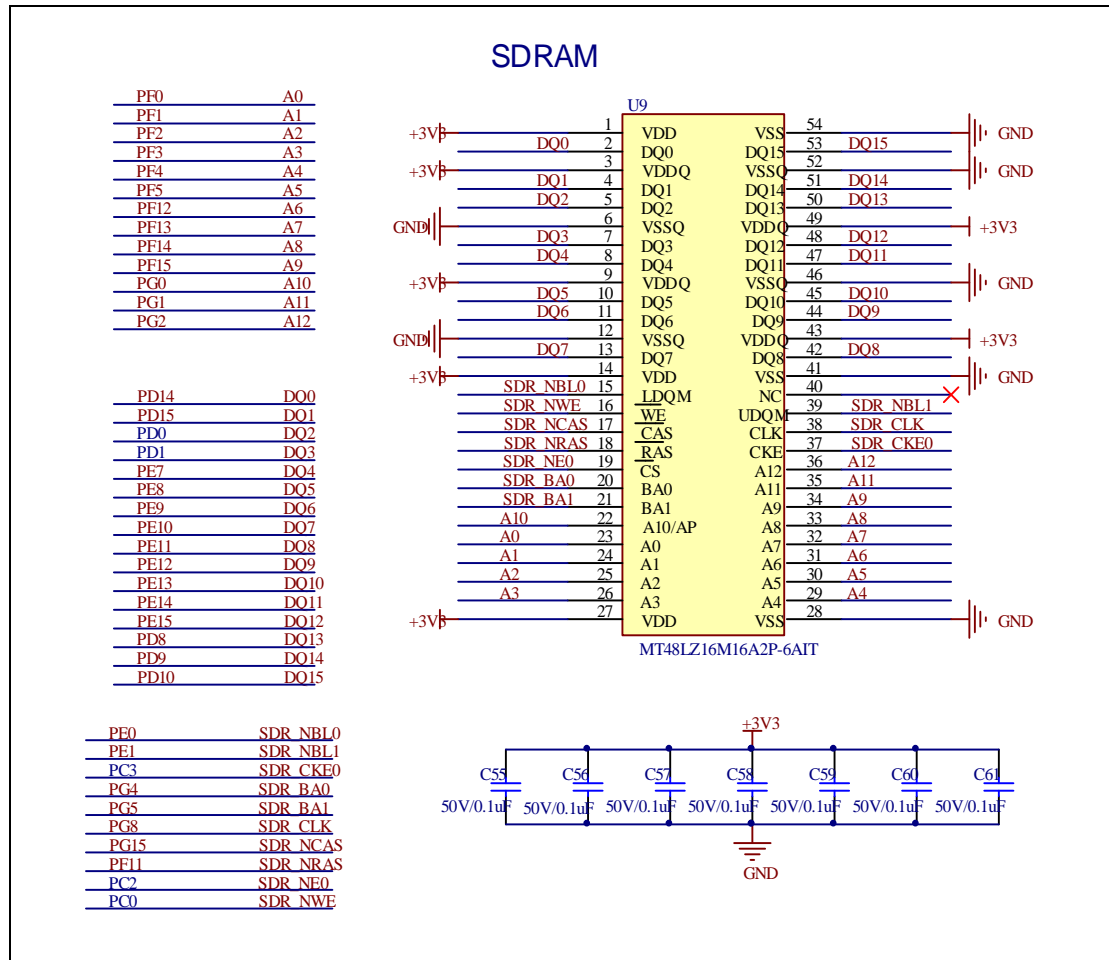 SDRAM
PF0 A0
PF1 A1
PF2 A2
PF3 A3
PF4 A4
PF5 A5
PF12 A6
PF13 A7
PF14 A8
PF15 A9
PG0 A10
PG1 A11
PG2 A12
PD14 DQ0
PD15 DQ1
PD0 DQ2
PD1 DQ3
PE7 DQ4
PE8 DQ5
PE9 DQ6
PE10 DQ7
PE11 DQ8
PE12 DQ9
PE13 DQ10
PE14 DQ11
PE15 DQ12
PD8 DQ13
PD9 DQ14
PD10 DQ15
PE0 SDR_NBL0
PE1 SDR_NBL1
PC3 SDR_CKE0
PG4 SDR_BA0
PG5 SDR_BA1
PG8 SDR_CLK
PG15 SDR_NCAS
PF11 SDR_NRAS
PC2 SDR_NE0
PC0 SDR_NWE
U9
+3V3 1 VDD VSS 54 GND
DQ0 2 DQ0 DQ15 53 DQ15
+3V3 3 VDDQ VSSQ 52 GND
DQ1 4 DQ1 DQ14 51 DQ14
DQ2 5 DQ2 DQ13 50 DQ13
GND 6 VSSQ VDDQ 49 +3V3
DQ3 7 DQ3 DQ12 48 DQ12
DQ4 8 DQ4 DQ11 47 DQ11
+3V3 9 VDDQ VSSQ 46 GND
DQ5 10 DQ5 DQ10 45 DQ10
DQ6 11 DQ6 DQ9 44 DQ9
GND 12 VSSQ VDDQ 43 +3V3
DQ7 13 DQ7 DQ8 42 DQ8
+3V3 14 VDD VSS 41 GND
SDR_NBL0 15 LDQM NC 40
SDR_NWE 16 WE UDQM 39 SDR_NBL1
SDR_NCAS 17 CAS CLK 38 SDR_CLK
SDR_NRAS 18 RAS CKE 37 SDR_CKE0
SDR_NE0 19 CS A12 36 A12
SDR_BA0 20 BA0 A11 35 A11
SDR_BA1 21 BA1 A9 34 A9
A10 22 A10/AP A8 33 A8
A0 23 A0 A7 32 A7
A1 24 A1 A6 31 A6
A2 25 A2 A5 30 A5
A3 26 A3 A4 29 A4
+3V3 27 VDD VSS 28 GND
MT48LZ16M16A2P-6AIT
+3V3
C55 C56 C57 C58 C59 C60 C61
50V/0.1uF 50V/0.1uF 50V/0.1uF 50V/0.1uF 50V/0.1uF 50V/0.1uF 50V/0.1uF
GND